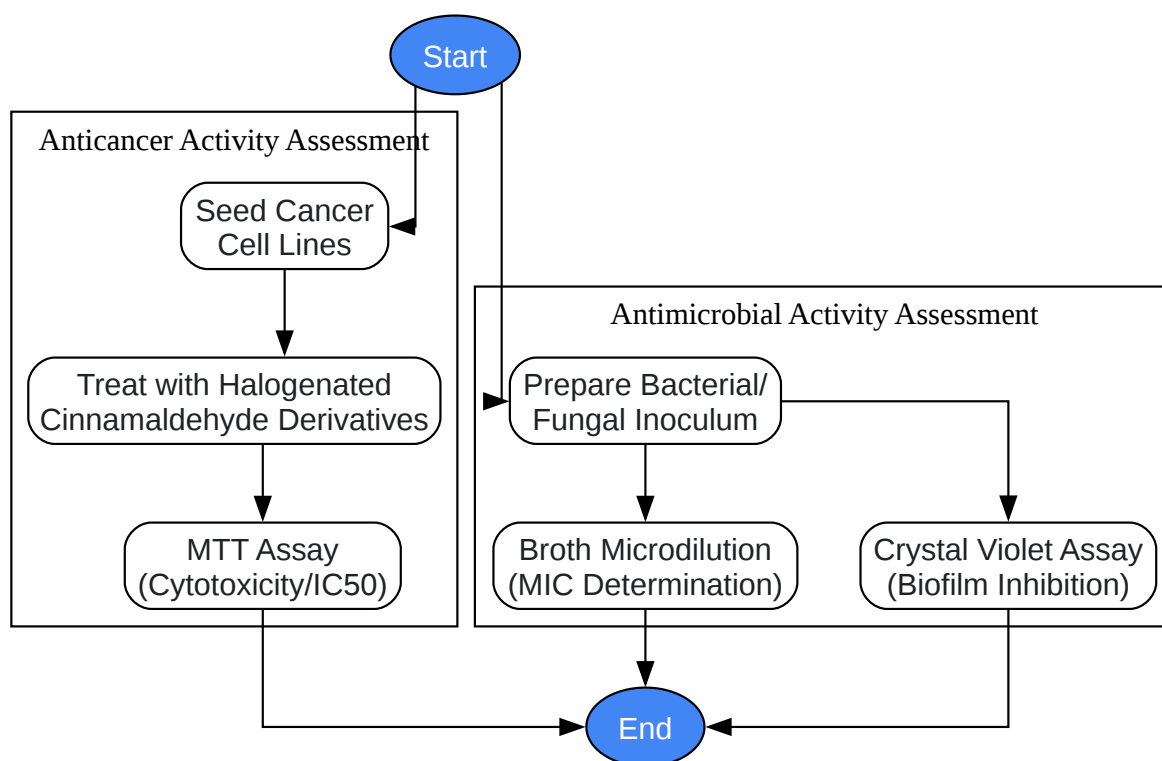 Start
Anticancer Activity Assessment
Seed Cancer
Cell Lines
Treat with Halogenated
Cinnamaldehyde Derivatives
MTT Assay
(Cytotoxicity/IC50)
Antimicrobial Activity Assessment
Prepare Bacterial/
Fungal Inoculum
Broth Microdilution
(MIC Determination)
Crystal Violet Assay
(Biofilm Inhibition)
End